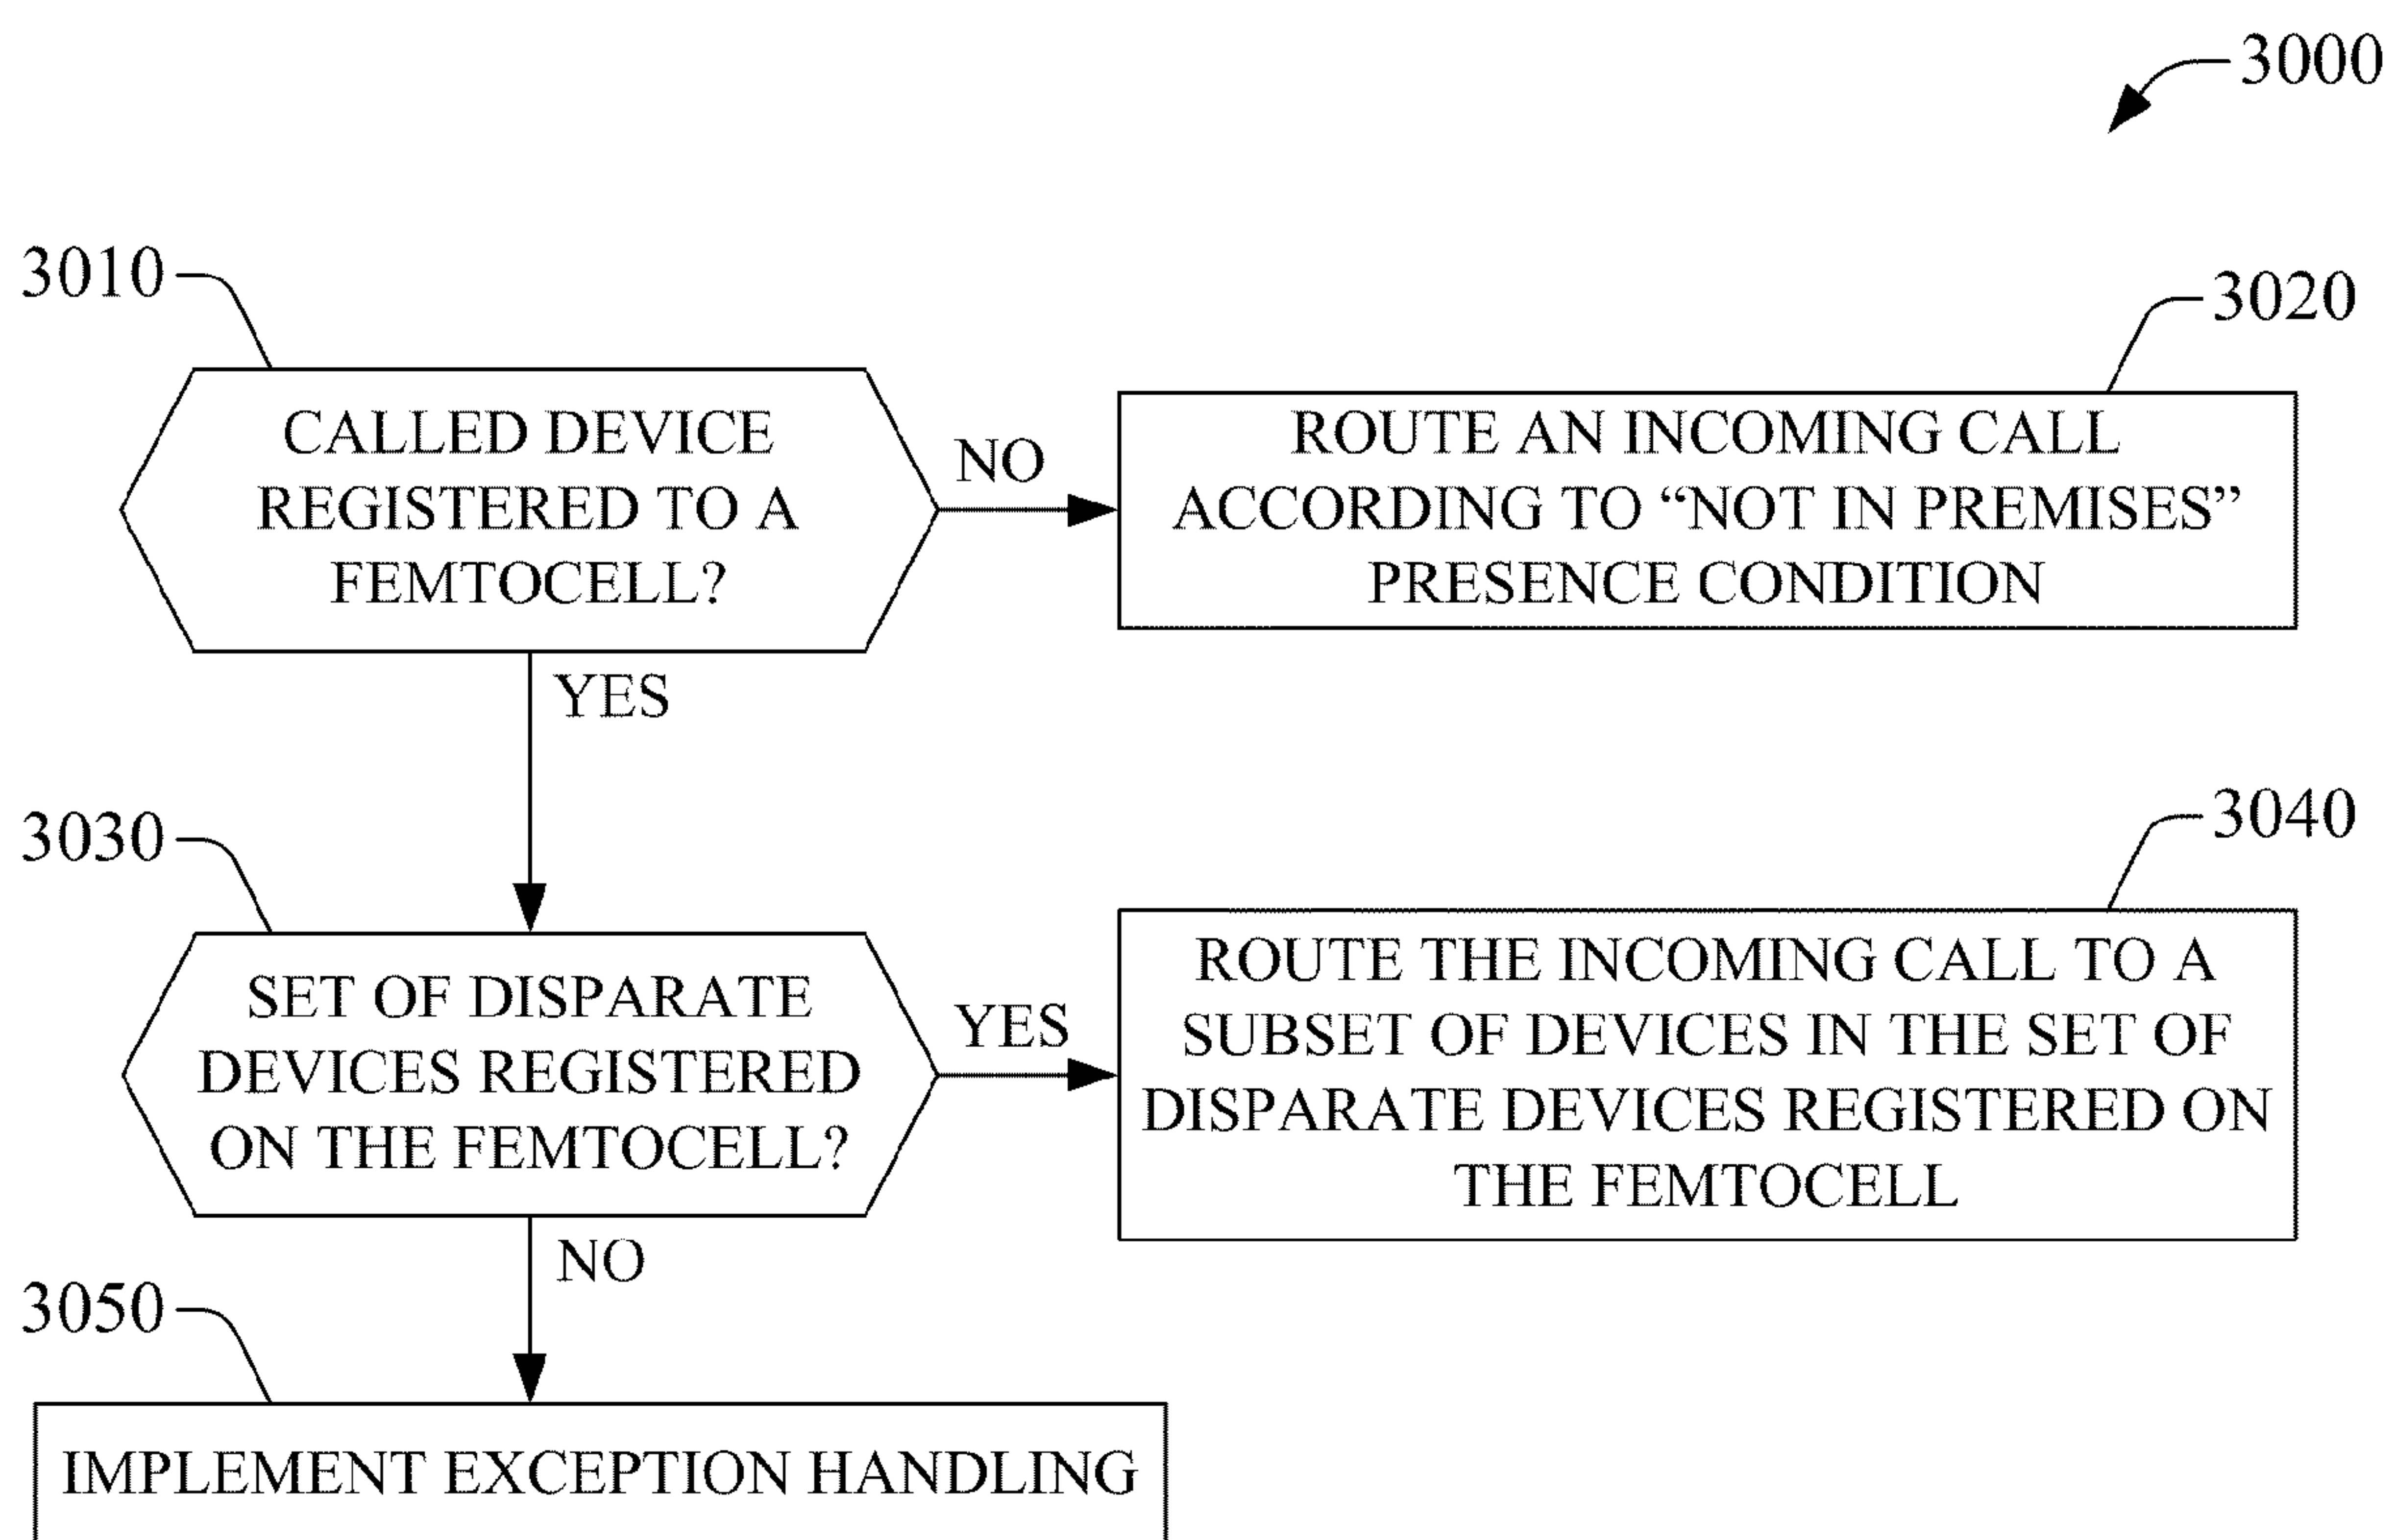 3000
3010
CALLED DEVICE
REGISTERED TO A
FEMTOCELL?
NO
3020
ROUTE AN INCOMING CALL
ACCORDING TO “NOT IN PREMISES”
PRESENCE CONDITION
YES
3030
SET OF DISPARATE
DEVICES REGISTERED
ON THE FEMTOCELL?
YES
3040
ROUTE THE INCOMING CALL TO A
SUBSET OF DEVICES IN THE SET OF
DISPARATE DEVICES REGISTERED ON
THE FEMTOCELL
NO
3050
IMPLEMENT EXCEPTION HANDLING